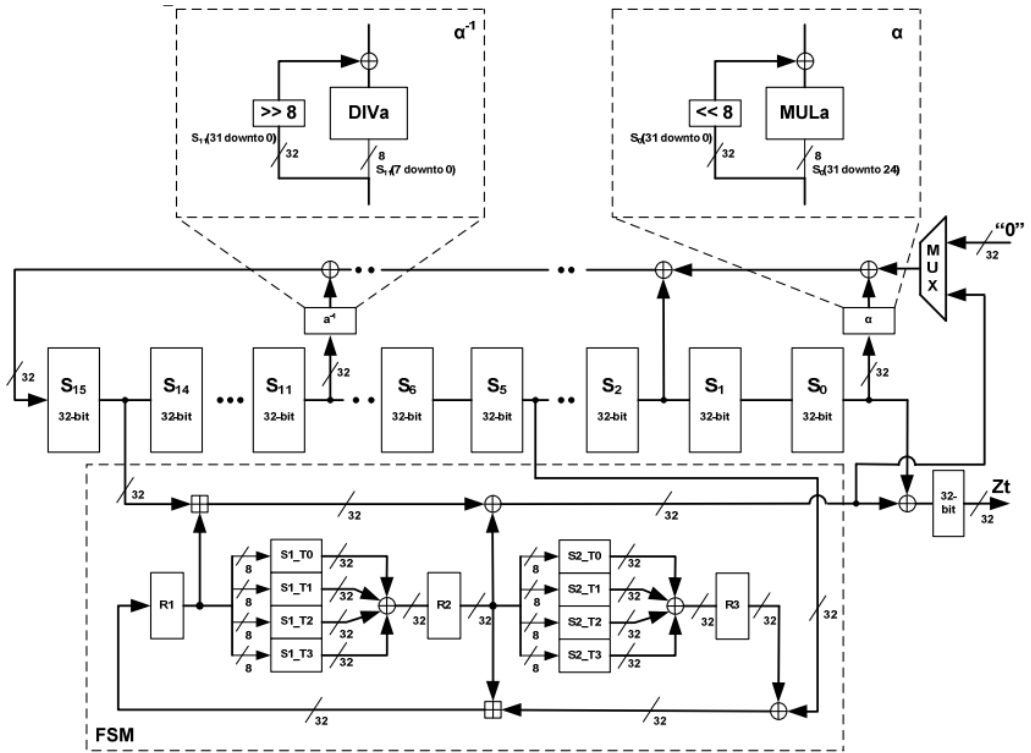 α⁻¹
α
>> 8
DIVa
<< 8
MULa
S₁₁(31 downto 0)
32
8
S₁₁(7 downto 0)
S₀(31 downto 0)
32
8
S₀(31 downto 24)
MUX
“0”
32
a⁻¹
α
32
32
32
S₁₅
32-bit
S₁₄
32-bit
S₁₁
32-bit
S₆
32-bit
S₅
32-bit
S₂
32-bit
S₁
32-bit
S₀
32-bit
32
32
32
32-bit
Zt
32
R1
8
8
8
8
S1_T0
S1_T1
S1_T2
S1_T3
32
32
32
32
32
R2
32
8
8
8
8
S2_T0
S2_T1
S2_T2
S2_T3
32
32
32
32
32
R3
32
32
32
32
FSM